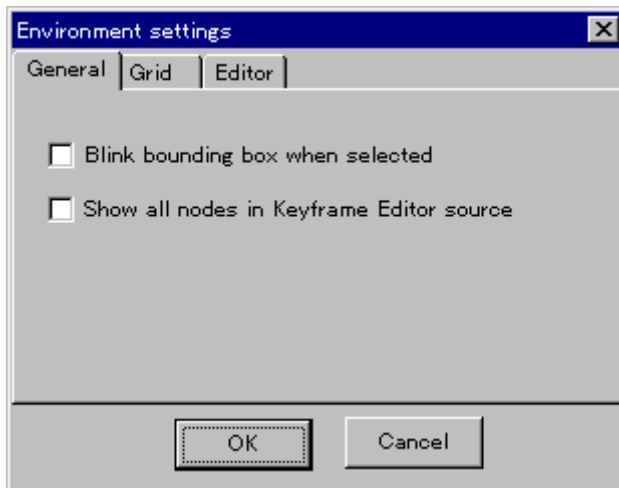 Environment settings
General Grid Editor
Blink bounding box when selected
Show all nodes in Keyframe Editor source
OK Cancel